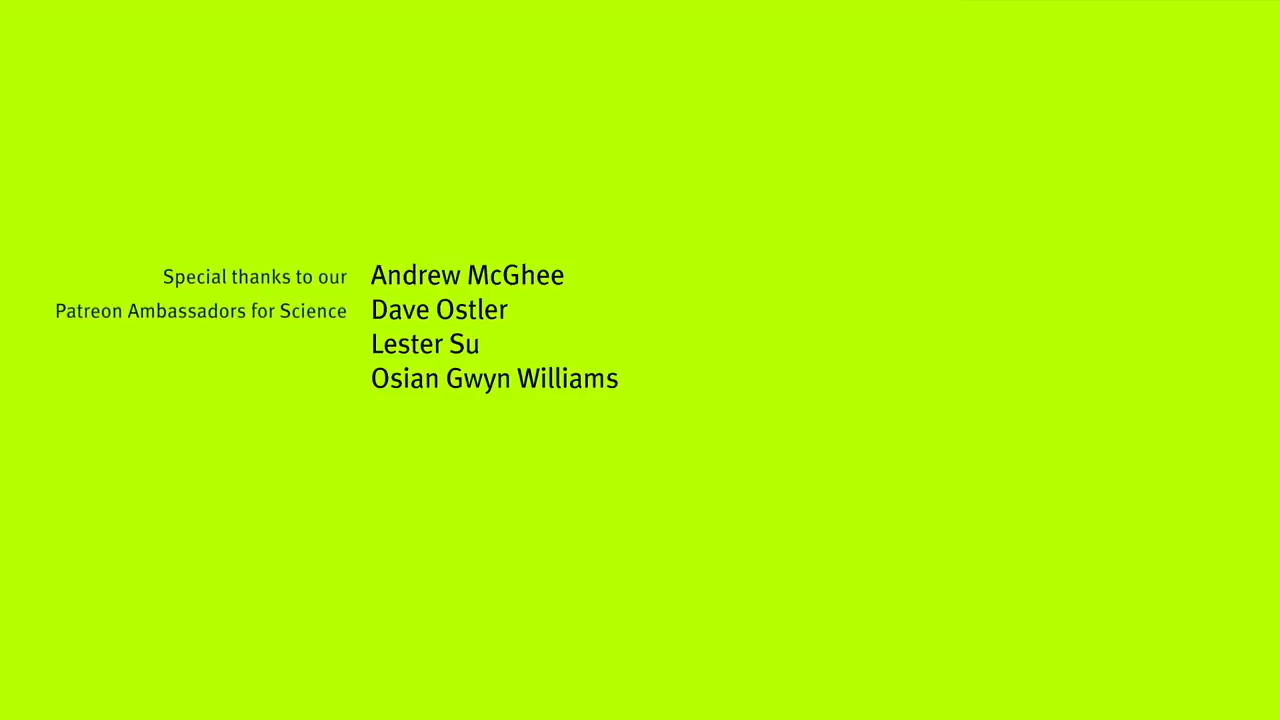 Special thanks to our
Patreon Ambassadors for Science
Andrew McGhee
Dave Ostler
Lester Su
Osian Gwyn Williams